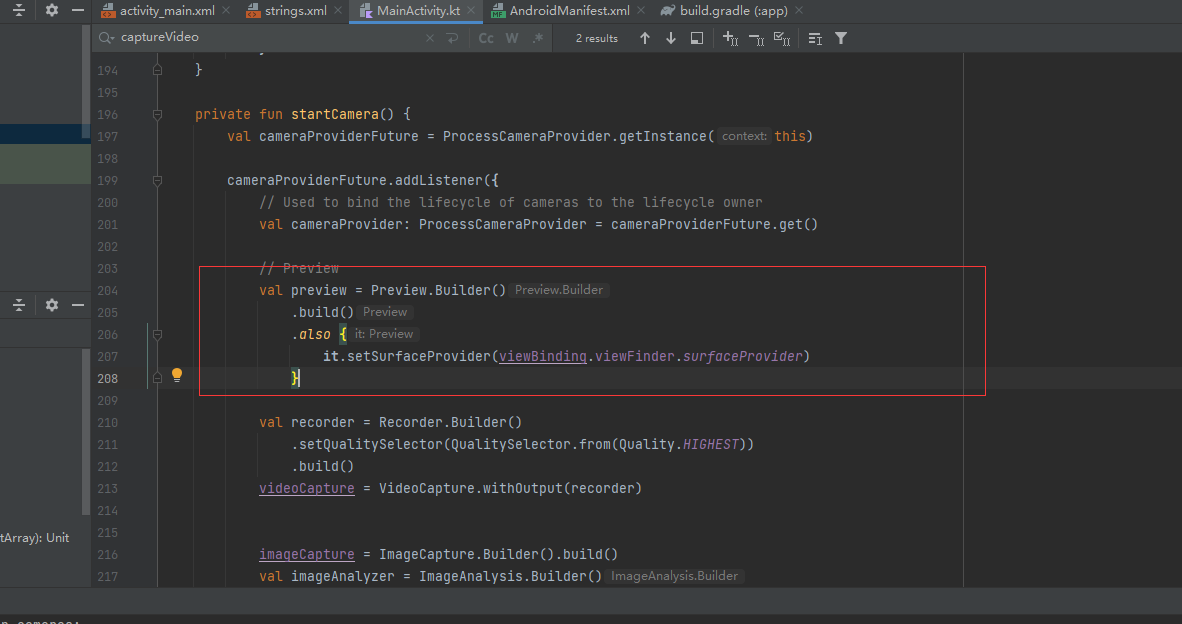 activity_main.xml strings.xml MainActivity.kt AndroidManifest.xml build.gradle (:app)
captureVideo Cc W .* 2 results
194 }
195
196 private fun startCamera() {
197 val cameraProviderFuture = ProcessCameraProvider.getInstance( context: this)
198
199 cameraProviderFuture.addListener({
200 // Used to bind the lifecycle of cameras to the lifecycle owner
201 val cameraProvider: ProcessCameraProvider = cameraProviderFuture.get()
202
203 // Preview
204 val preview = Preview.Builder() Preview.Builder
205 .build() Preview
206 .also { it: Preview
207 it.setSurfaceProvider(viewBinding.viewFinder.surfaceProvider)
208 }
209
210 val recorder = Recorder.Builder()
211 .setQualitySelector(QualitySelector.from(Quality.HIGHEST))
212 .build()
213 videoCapture = VideoCapture.withOutput(recorder)
214
215
tArray): Unit
216 imageCapture = ImageCapture.Builder().build()
217 val imageAnalyzer = ImageAnalysis.Builder() ImageAnalysis.Builder